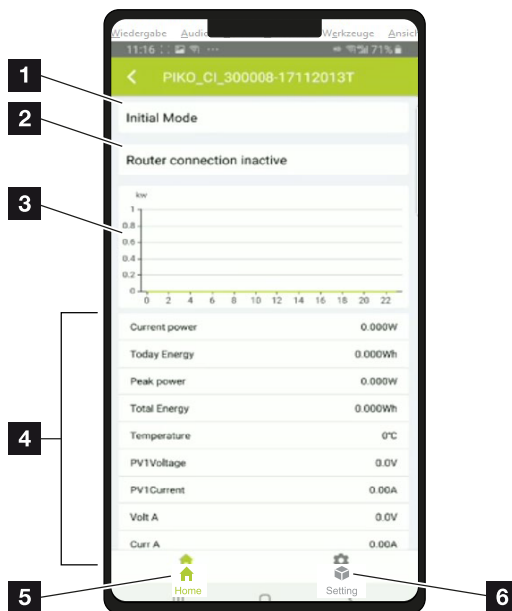 Wiedergabe Audio Werkzeuge Ansich
11:16 71%
PIKO_CI_300008-17112013T
1
Initial Mode
2
Router connection inactive
3
kw
1
0.8
0.6
0.4
0.2
0
0 2 4 6 8 10 12 14 16 18 20 22
4
Current power 0.000W
Today Energy 0.000Wh
Peak power 0.000W
Total Energy 0.000Wh
Temperature 0°C
PV1Voltage 0.0V
PV1Current 0.00A
Volt A 0.0V
Curr A 0.00A
5
Home
Setting
6